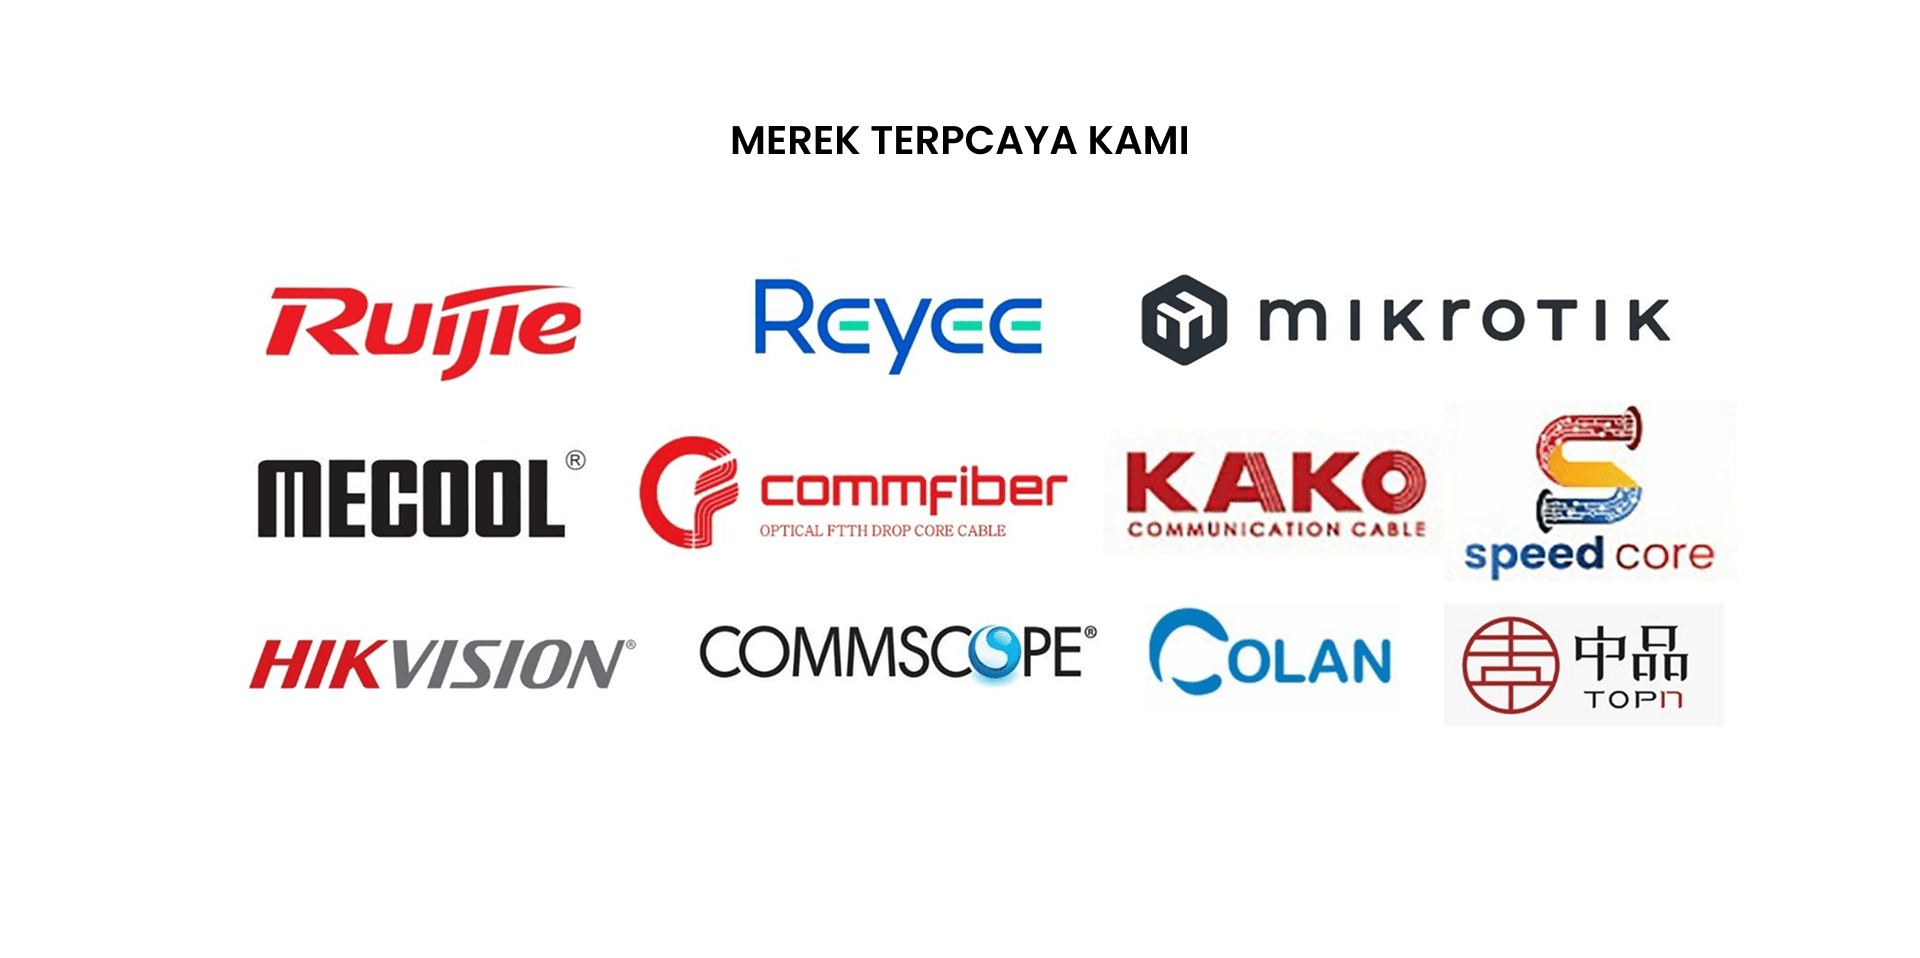 MEREK TERPCAYA KAMI
Ruijie
Reyee
mikroTik
MECOOL®
commfiber
OPTICAL FTTH DROP CORE CABLE
KAKO
COMMUNICATION CABLE
speed core
HIKVISION®
COMMSCOPE®
COLAN
中品
TOPIN